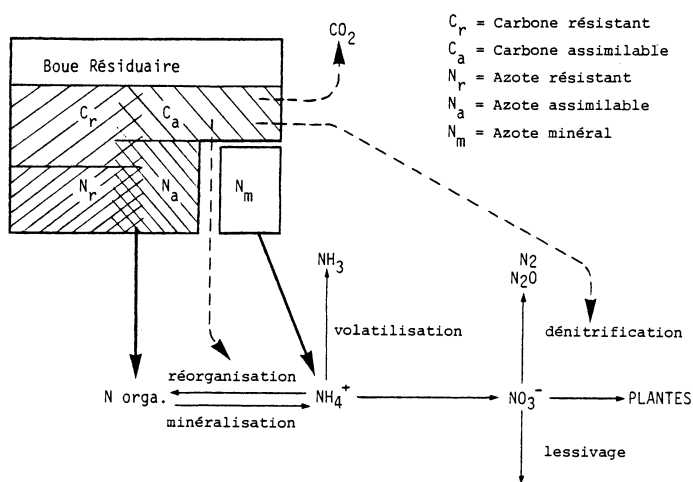 CO2
Boue Résiduaire
Cr
Ca
Nr
Na
Nm
Cr = Carbone résistant
Ca = Carbone assimilable
Nr = Azote résistant
Na = Azote assimilable
Nm = Azote minéral
NH3
N2
N2O
volatilisation
dénitrification
réorganisation
N orga.
NH4+
NO3-
PLANTES
minéralisation
lessivage